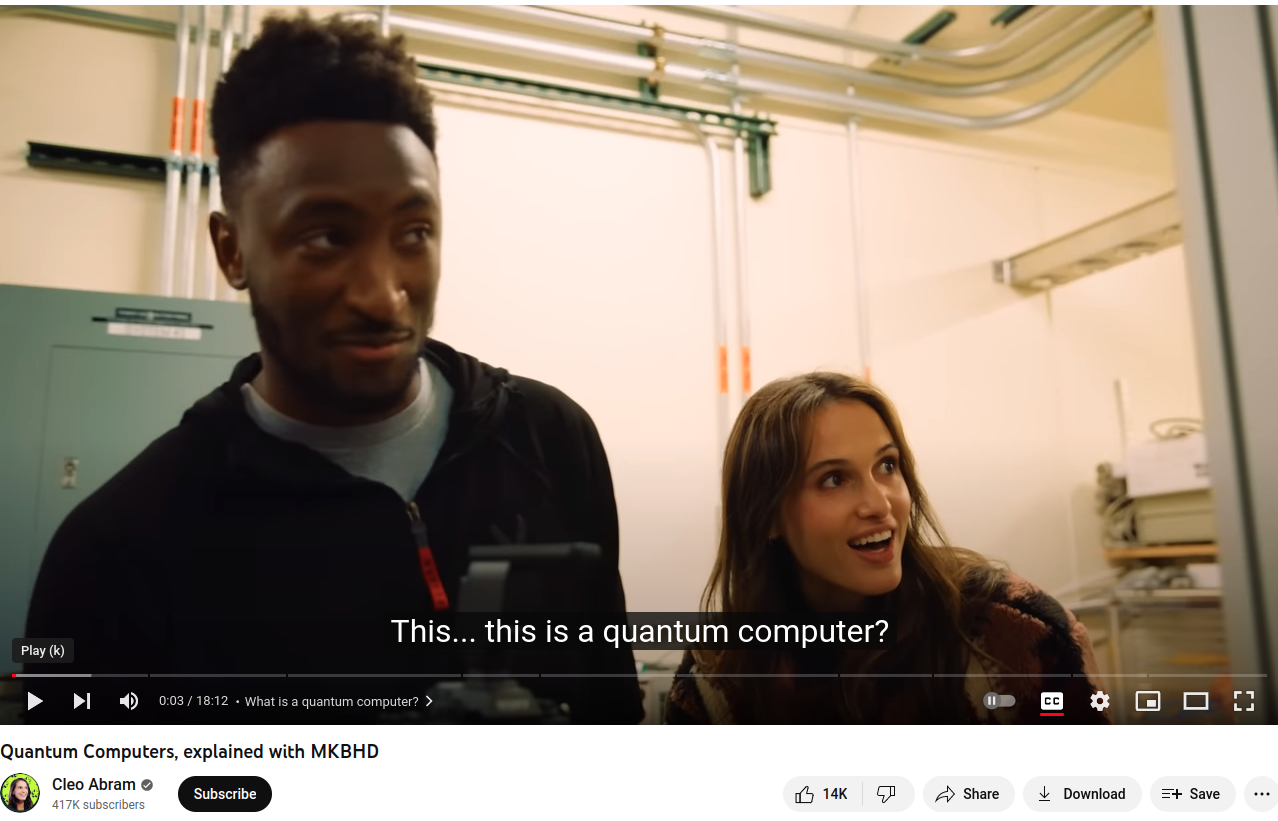 This... this is a quantum computer?
Play (k)
0:03 / 18:12 • What is a quantum computer?
CC
Quantum Computers, explained with MKBHD
Cleo Abram
417K subscribers
Subscribe
14K
Share
Download
Save